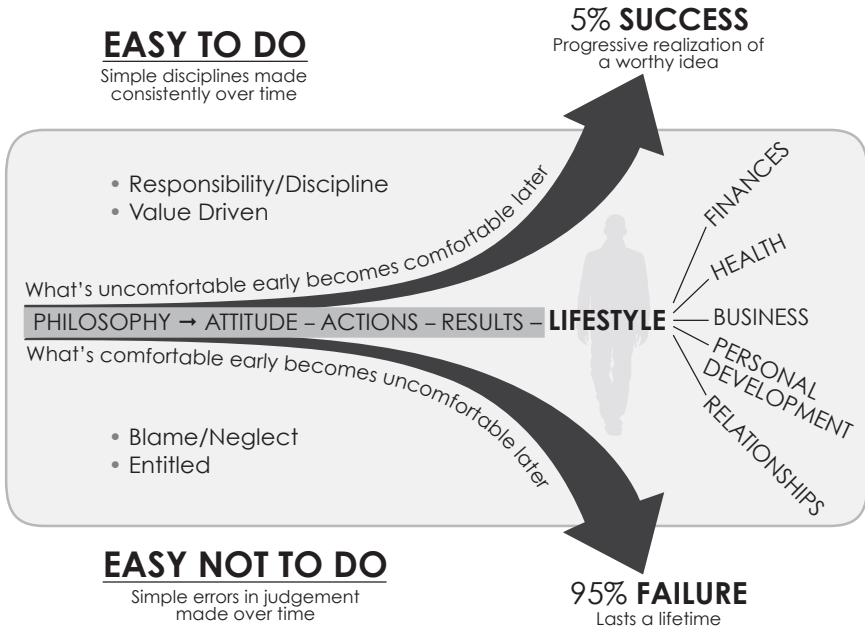 EASY TO DO
Simple disciplines made
consistently over time
5% SUCCESS
Progressive realization of
a worthy idea
• Responsibility/Discipline
• Value Driven
What's uncomfortable early becomes comfortable later
PHILOSOPHY → ATTITUDE – ACTIONS – RESULTS – LIFESTYLE
What's comfortable early becomes uncomfortable later
FINANCES
HEALTH
BUSINESS
PERSONAL
DEVELOPMENT
RELATIONSHIPS
• Blame/Neglect
• Entitled
EASY NOT TO DO
Simple errors in judgement
made over time
95% FAILURE
Lasts a lifetime